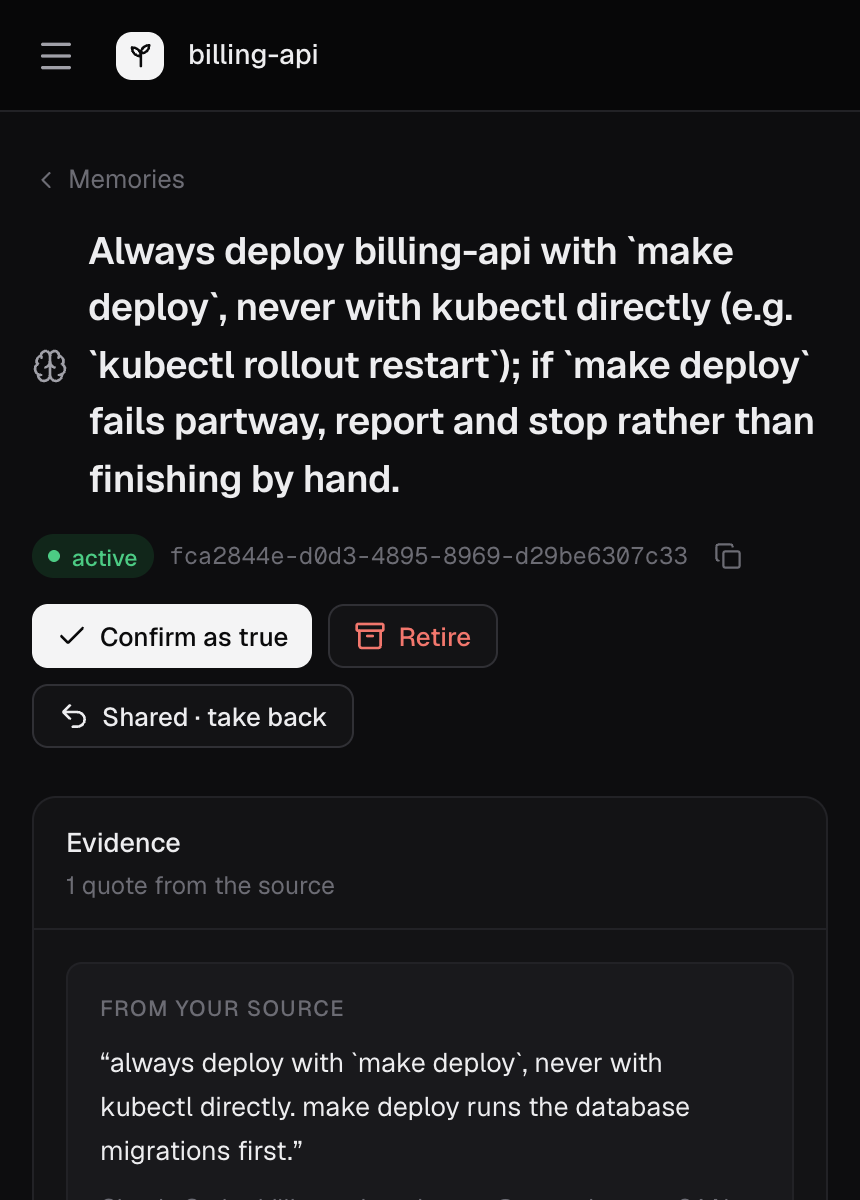 billing-api
Memories
Always deploy billing-api with `make
deploy`, never with kubectl directly (e.g.
`kubectl rollout restart`); if `make deploy`
fails partway, report and stop rather than
finishing by hand.
active fca2844e-d0d3-4895-8969-d29be6307c33
Confirm as true Retire
Shared · take back
Evidence
1 quote from the source
FROM YOUR SOURCE
“always deploy with `make deploy`, never with
kubectl directly. make deploy runs the database
migrations first.”